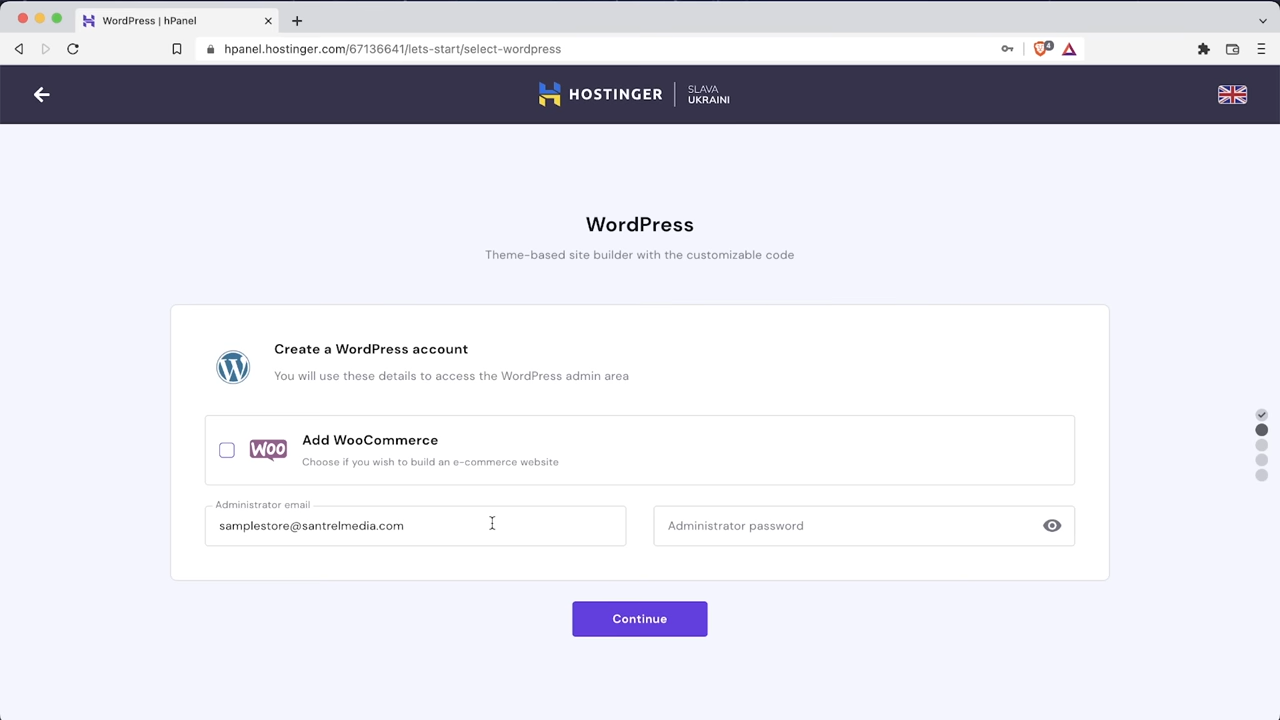 WordPress | hPanel
hpanel.hostinger.com/67136641/lets-start/select-wordpress
4
HOSTINGER
SLAVA
UKRAINI
WordPress
Theme-based site builder with the customizable code
Create a WordPress account
You will use these details to access the WordPress admin area
WOO
Add WooCommerce
Choose if you wish to build an e-commerce website
Administrator email
samplestore@santrelmedia.com
Administrator password
Continue